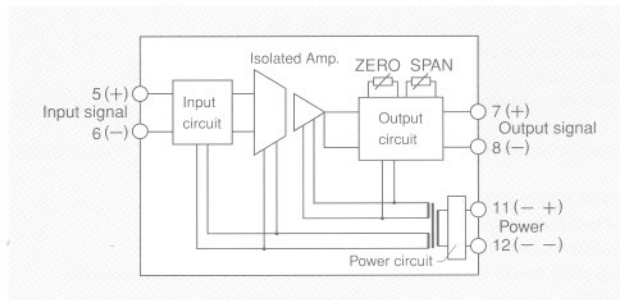 Isolated Amp.
ZERO SPAN
5 (+)
Input signal
6 (−)
Input
circuit
Output
circuit
7 (+)
Output signal
8 (−)
11 (− +)
Power
12 (− −)
Power circuit